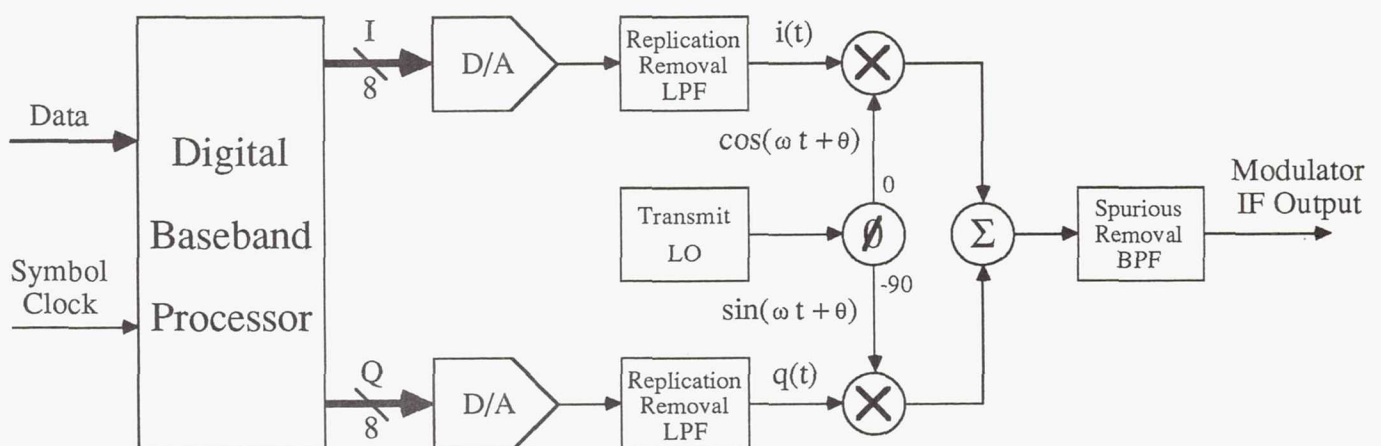 Data
Symbol
Clock
Digital
Baseband
Processor
I
8
D/A
Replication
Removal
LPF
i(t)
cos(ω t + θ)
0
Transmit
LO
Ø
-90
sin(ω t + θ)
Σ
Spurious
Removal
BPF
Modulator
IF Output
Q
8
D/A
Replication
Removal
LPF
q(t)